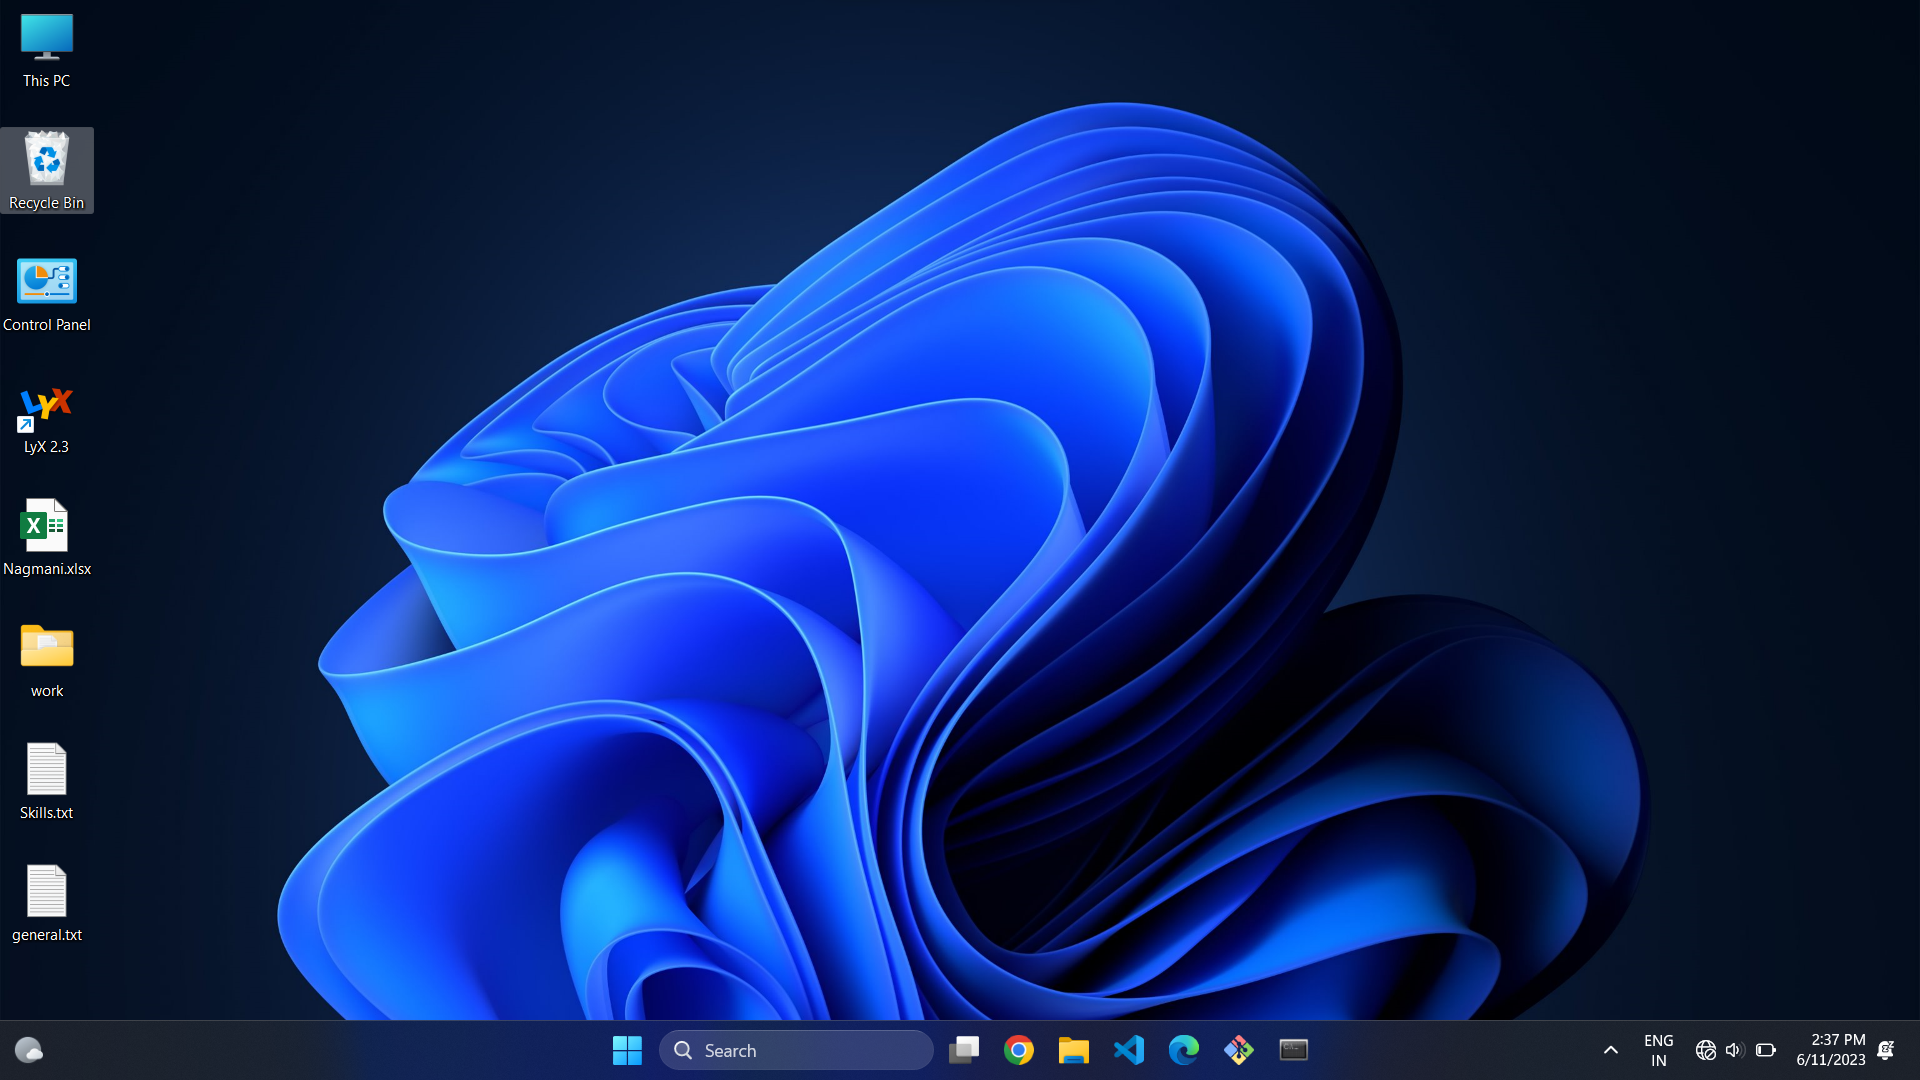 This PC
Recycle Bin
Control Panel
LyX
LyX 2.3
X
Nagmani.xlsx
work
Skills.txt
general.txt
Search
ENG
IN
2:37 PM
6/11/2023